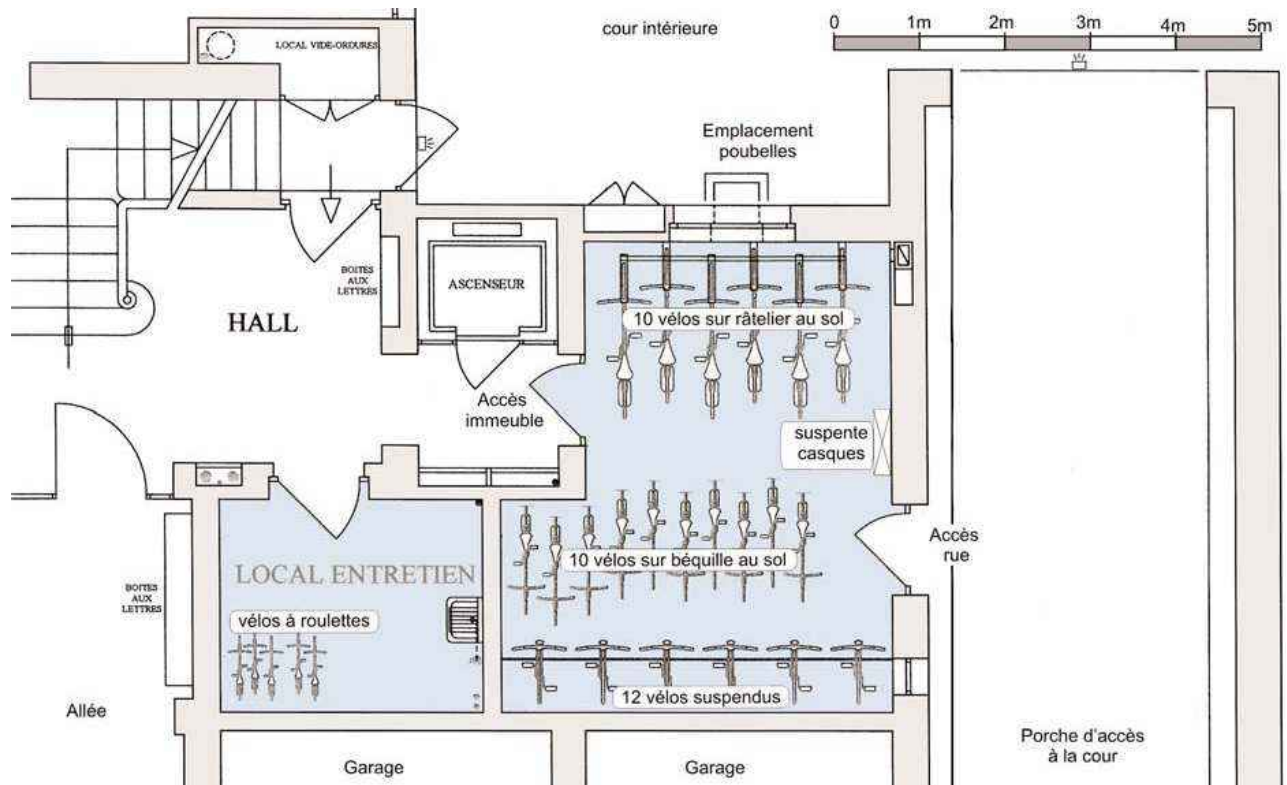 cour intérieure
0 1m 2m 3m 4m 5m
LOCAL VIDE-ORDURES
Emplacement
poubelles
BOITES
AUX
LETTRES
ASCENSEUR
HALL
10 vélos sur râtelier au sol
Accès
immeuble
suspente
casques
Accès
rue
10 vélos sur béquille au sol
LOCAL ENTRETIEN
BOITES
AUX
LETTRES
vélos à roulettes
12 vélos suspendus
Allée
Porche d'accès
à la cour
Garage
Garage